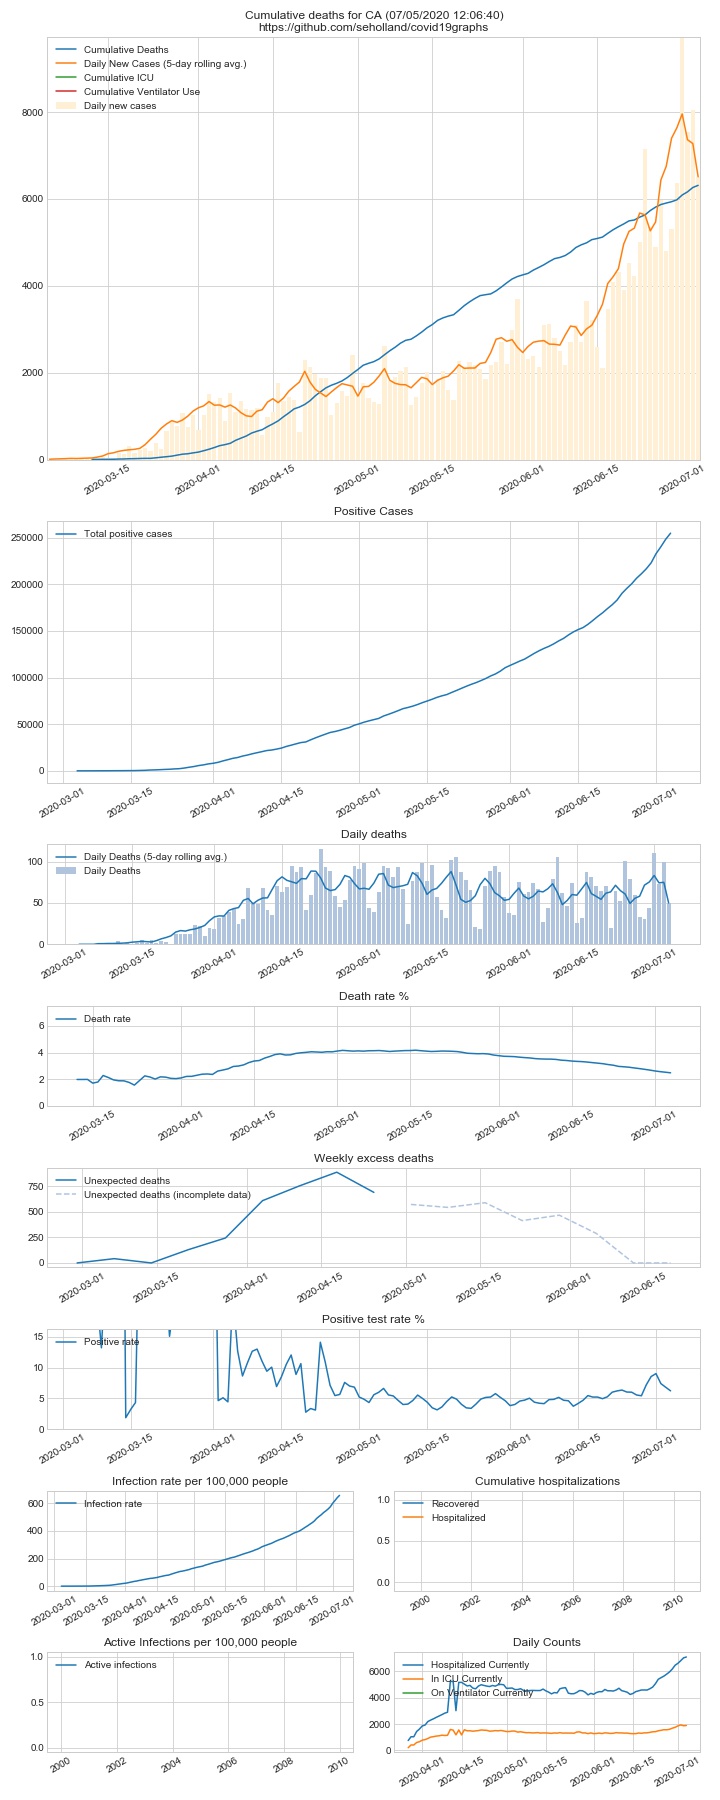 Cumulative deaths for CA (07/05/2020 12:06:40)
https://github.com/seholland/covid19graphs
Cumulative Deaths
Daily New Cases (5-day rolling avg.)
Cumulative ICU
Cumulative Ventilator Use
Daily new cases
8000
6000
4000
2000
0
2020-03-15 2020-04-01 2020-04-15 2020-05-01 2020-05-15 2020-06-01 2020-06-15 2020-07-01
Positive Cases
Total positive cases
250000
200000
150000
100000
50000
0
2020-03-01 2020-03-15 2020-04-01 2020-04-15 2020-05-01 2020-05-15 2020-06-01 2020-06-15 2020-07-01
Daily deaths
Daily Deaths (5-day rolling avg.)
Daily Deaths
100
50
0
2020-03-01 2020-03-15 2020-04-01 2020-04-15 2020-05-01 2020-05-15 2020-06-01 2020-06-15 2020-07-01
Death rate %
Death rate
6
4
2
0
2020-03-15 2020-04-01 2020-04-15 2020-05-01 2020-05-15 2020-06-01 2020-06-15 2020-07-01
Weekly excess deaths
Unexpected deaths
Unexpected deaths (incomplete data)
750
500
250
0
2020-03-01 2020-03-15 2020-04-01 2020-04-15 2020-05-01 2020-05-15 2020-06-01 2020-06-15
Positive test rate %
Positive rate
15
10
5
0
2020-03-01 2020-03-15 2020-04-01 2020-04-15 2020-05-01 2020-05-15 2020-06-01 2020-06-15 2020-07-01
Infection rate per 100,000 people
Infection rate
600
400
200
0
2020-03-01 2020-03-15 2020-04-01 2020-04-15 2020-05-01 2020-05-15 2020-06-01 2020-06-15 2020-07-01
Cumulative hospitalizations
Recovered
Hospitalized
1.0
0.5
0.0
2000 2002 2004 2006 2008 2010
Active Infections per 100,000 people
Active infections
1.0
0.5
0.0
2000 2002 2004 2006 2008 2010
Daily Counts
Hospitalized Currently
In ICU Currently
On Ventilator Currently
6000
4000
2000
0
2020-04-01 2020-04-15 2020-05-01 2020-05-15 2020-06-01 2020-06-15 2020-07-01